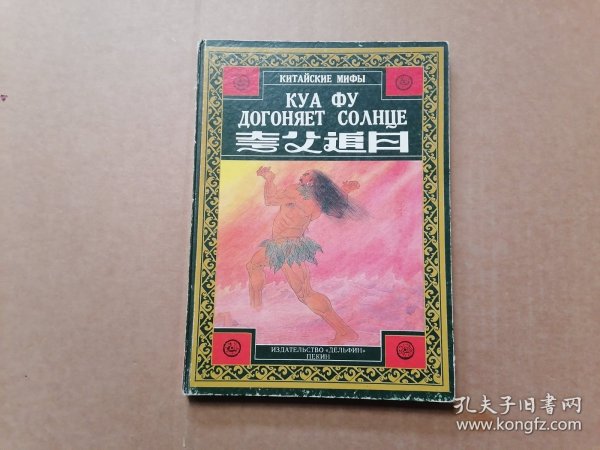 КИТАЙСКИЕ МИФЫ
КУА ФУ
ДОГОНЯЕТ СОЛНЦЕ
夸父追日
ИЗДАТЕЛЬСТВО «ДЕЛЬФИН»
ПЕКИН
孔夫子旧书网
www.kongfz.com